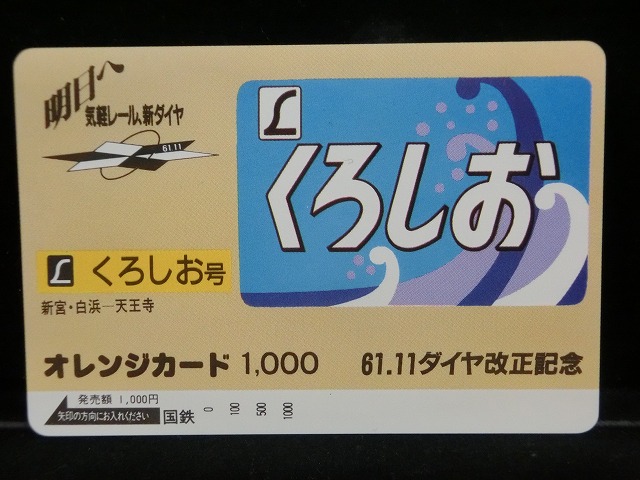 明日へ
気軽レール、新ダイヤ
61.11
L
くろしお
L くろしお号
新宮・白浜―天王寺
オレンジカード 1,000 61.11ダイヤ改正記念
発売額 1,000円
矢印の方向にお入れください 国鉄 0 100 500 1000